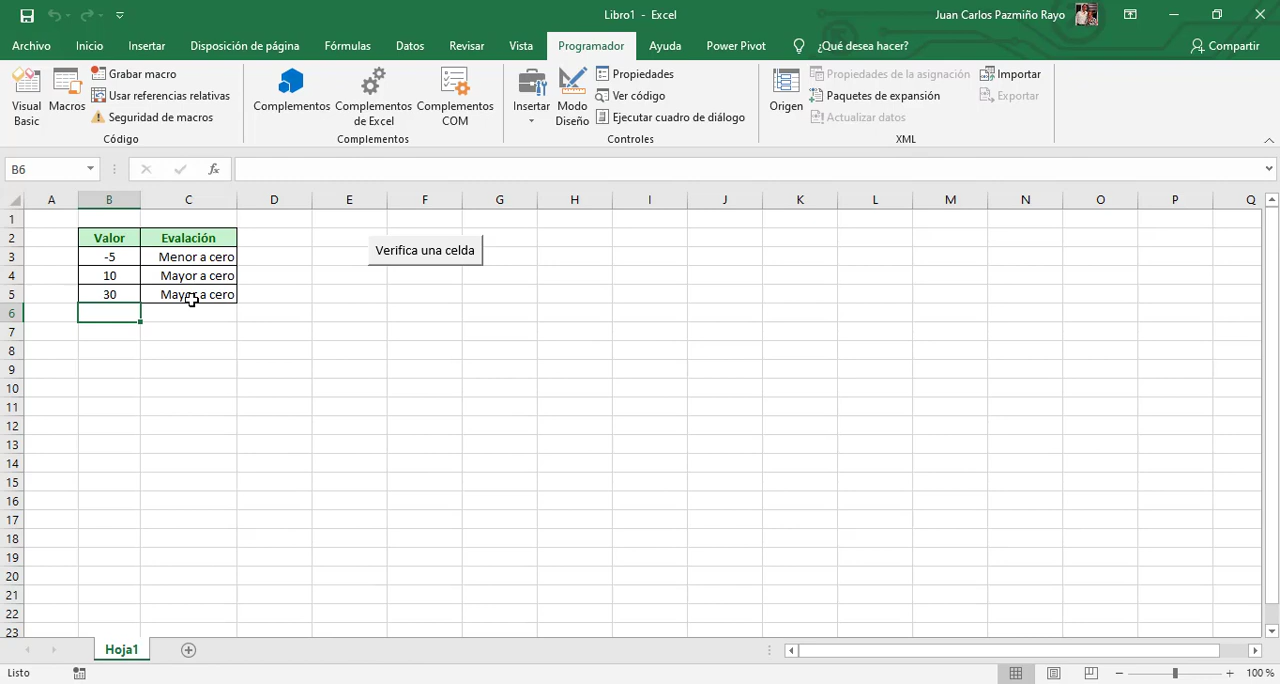 Libro1 - Excel
Juan Carlos Pazmiño Rayo
Archivo Inicio Insertar Disposición de página Fórmulas Datos Revisar Vista Programador Ayuda Power Pivot ¿Qué desea hacer? Compartir
Visual Basic
Macros
Grabar macro
Usar referencias relativas
Seguridad de macros
Código
Complementos
Complementos de Excel
Complementos COM
Complementos
Insertar
Modo Diseño
Propiedades
Ver código
Ejecutar cuadro de diálogo
Controles
Origen
Propiedades de la asignación
Paquetes de expansión
Actualizar datos
Importar
Exportar
XML
B6
fx
A B C D E F G H I J K L M N O P Q
1
2 Valor Evalación
Verifica una celda
3 -5 Menor a cero
4 10 Mayor a cero
5 30 Mayor a cero
6
7
8
9
10
11
12
13
14
15
16
17
18
19
20
21
22
23
Hoja1
Listo
100 %